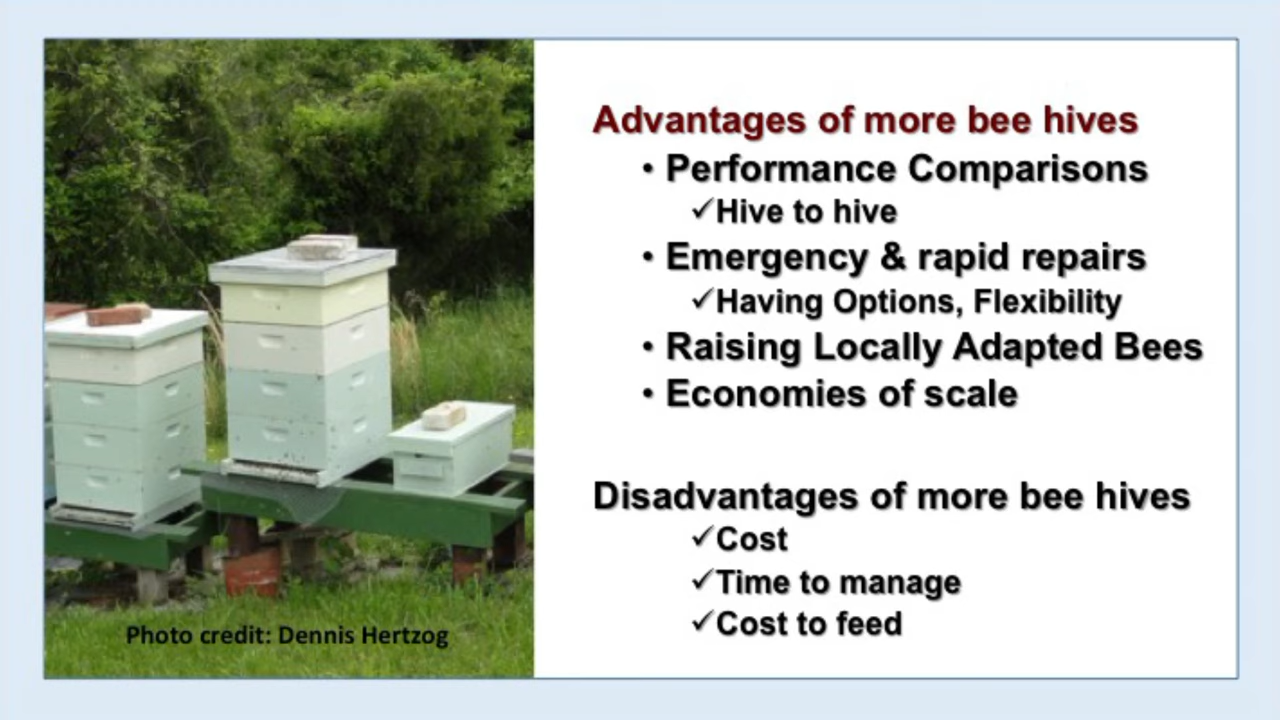 Advantages of more bee hives
• Performance Comparisons
✓Hive to hive
• Emergency & rapid repairs
✓Having Options, Flexibility
• Raising Locally Adapted Bees
• Economies of scale
Disadvantages of more bee hives
✓Cost
✓Time to manage
✓Cost to feed
Photo credit: Dennis Hertzog